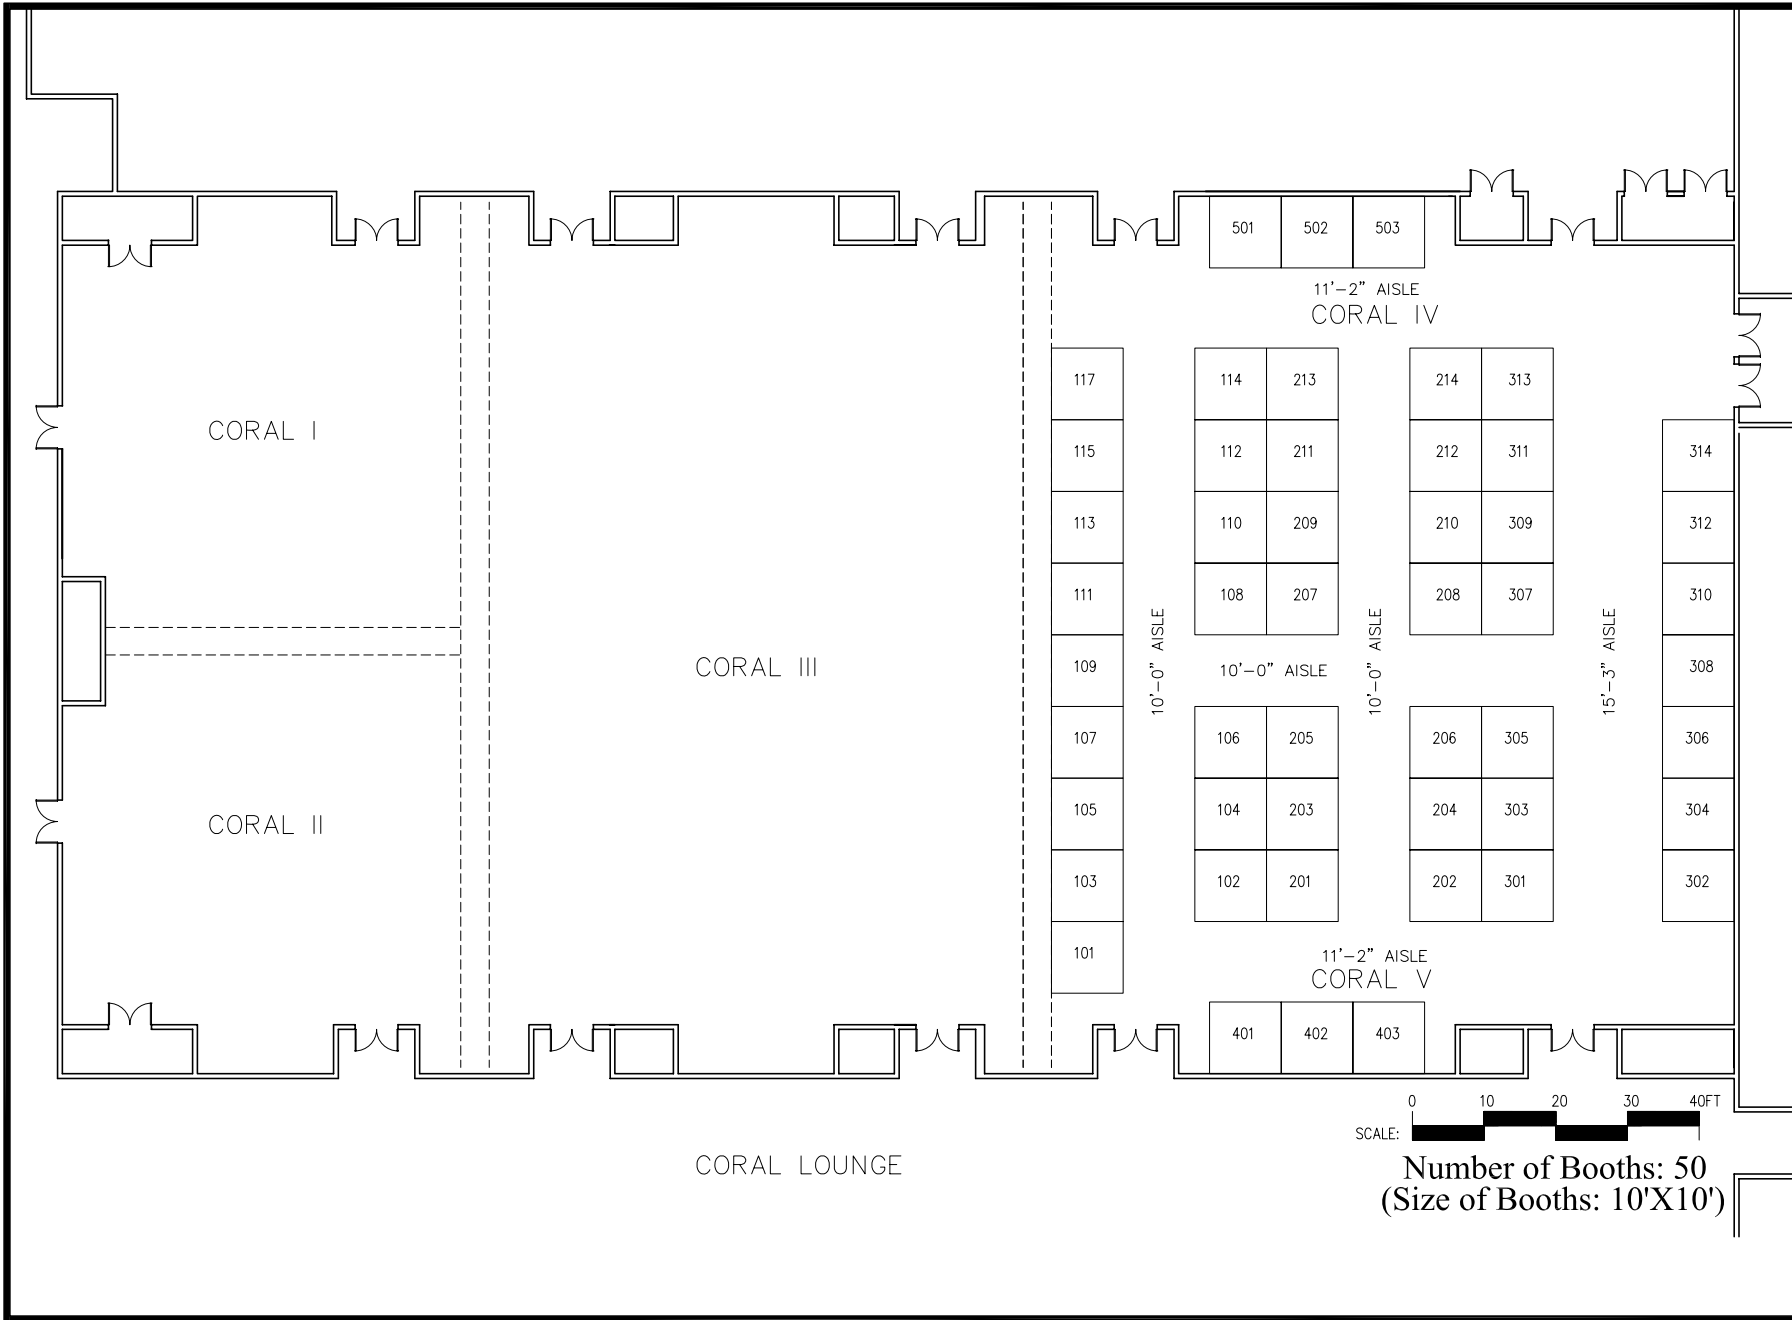 501 502 503
11'-2" AISLE
CORAL IV
117 114 213 214 313
CORAL I
115 112 211 212 311 314
113 110 209 210 309 312
111 108 207 208 307 310
10'-0" AISLE
10'-0" AISLE
15'-3" AISLE
CORAL III
109 10'-0" AISLE 308
107 106 205 206 305 306
CORAL II
105 104 203 204 303 304
103 102 201 202 301 302
101
11'-2" AISLE
CORAL V
401 402 403
0 10 20 30 40FT
SCALE:
CORAL LOUNGE
Number of Booths: 50
(Size of Booths: 10'X10')